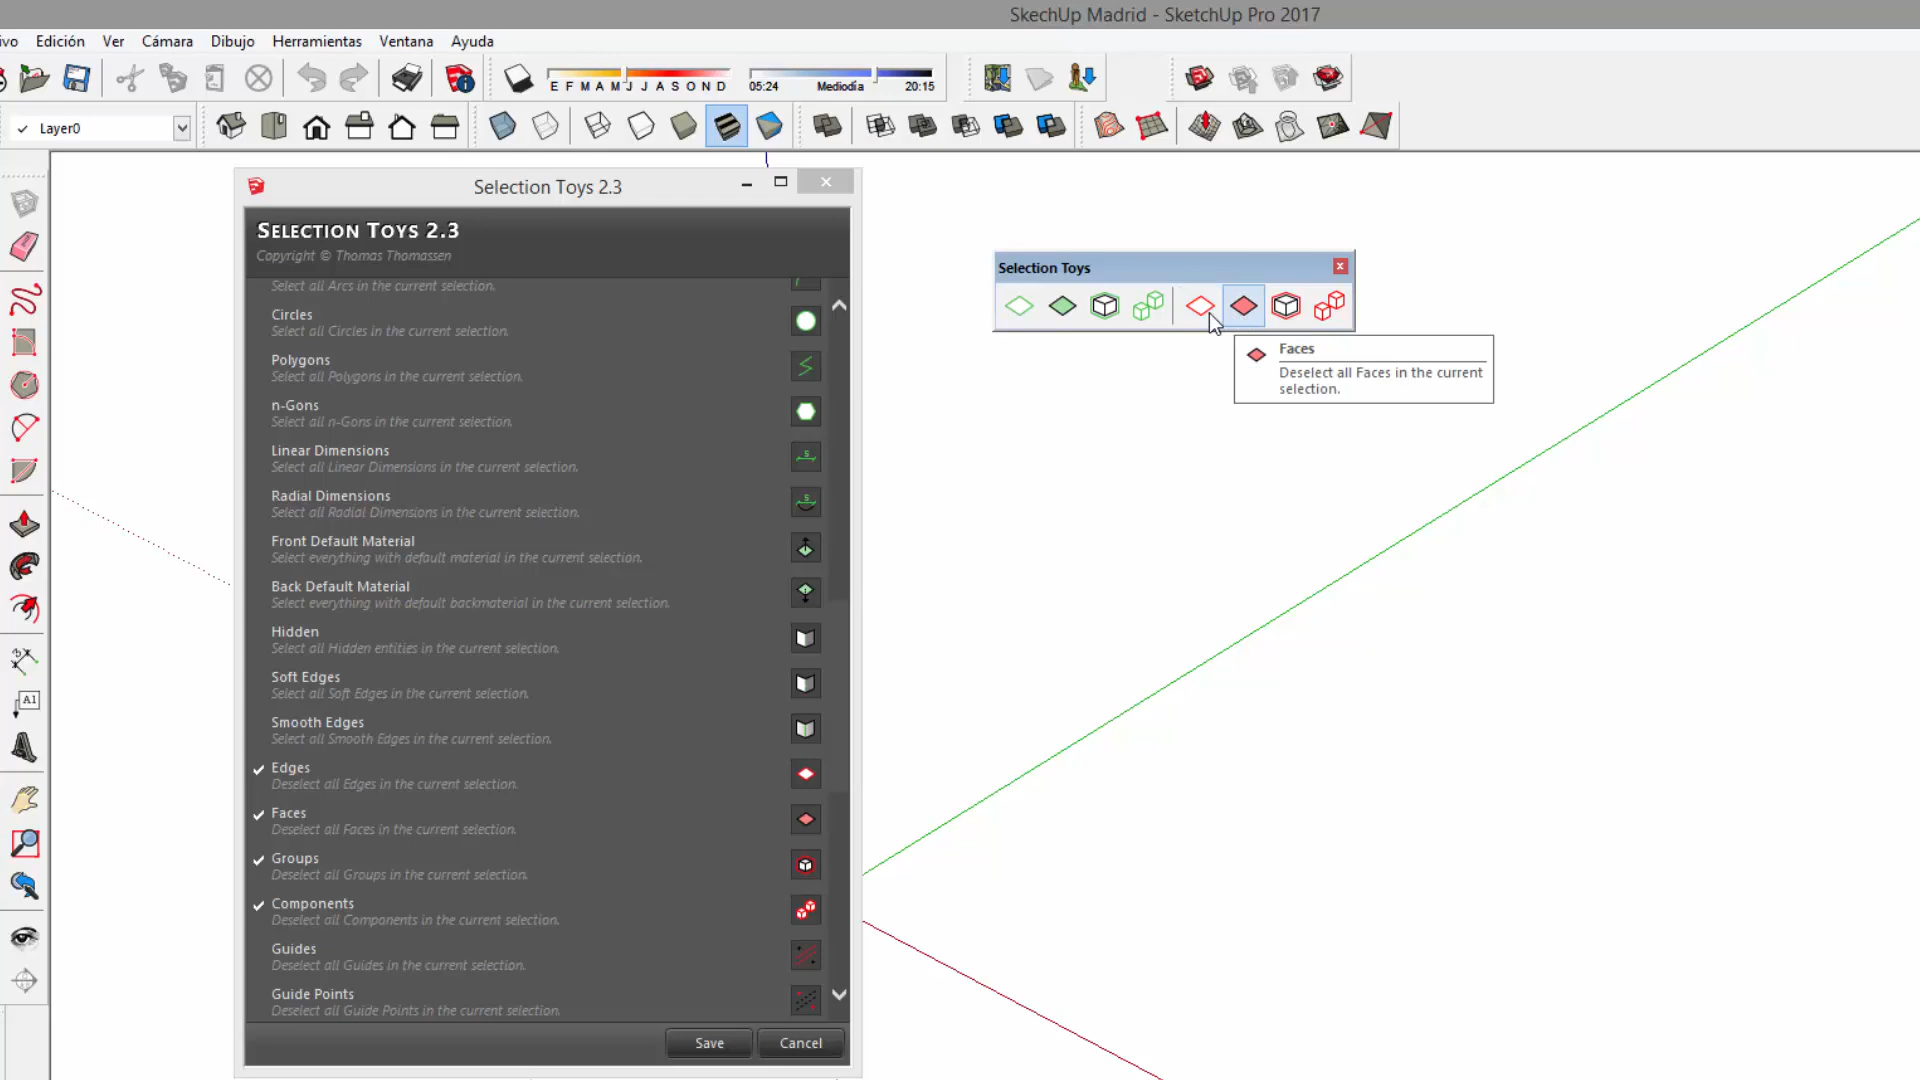 SkechUp Madrid - SketchUp Pro 2017
ivo Edición Ver Cámara Dibujo Herramientas Ventana Ayuda
E F M A M J J A S O N D
05:24 Mediodía 20:15
✓ Layer0
Selection Toys 2.3
SELECTION TOYS 2.3
Copyright © Thomas Thomassen
Select all Arcs in the current selection.
Circles
Select all Circles in the current selection.
Polygons
Select all Polygons in the current selection.
n-Gons
Select all n-Gons in the current selection.
Linear Dimensions
Select all Linear Dimensions in the current selection.
Radial Dimensions
Select all Radial Dimensions in the current selection.
Front Default Material
Select everything with default material in the current selection.
Back Default Material
Select everything with default backmaterial in the current selection.
Hidden
Select all Hidden entities in the current selection.
Soft Edges
Select all Soft Edges in the current selection.
Smooth Edges
Select all Smooth Edges in the current selection.
Edges
Deselect all Edges in the current selection.
Faces
Deselect all Faces in the current selection.
Groups
Deselect all Groups in the current selection.
Components
Deselect all Components in the current selection.
Guides
Deselect all Guides in the current selection.
Guide Points
Deselect all Guide Points in the current selection.
Save Cancel
Selection Toys
Faces
Deselect all Faces in the current
selection.
A1